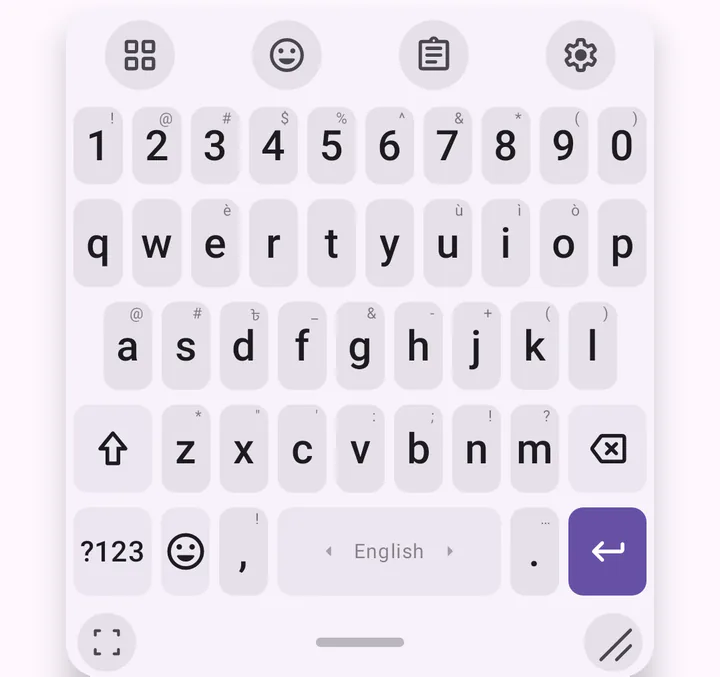 ! @ # $ % ^ & * ( )
1 2 3 4 5 6 7 8 9 0
è ù ì ò
q w e r t y u i o p
@ # _ & - + ( )
a s d f g h j k l
* " ' : ; ! ?
z x c v b n m
! …
?123 , English .